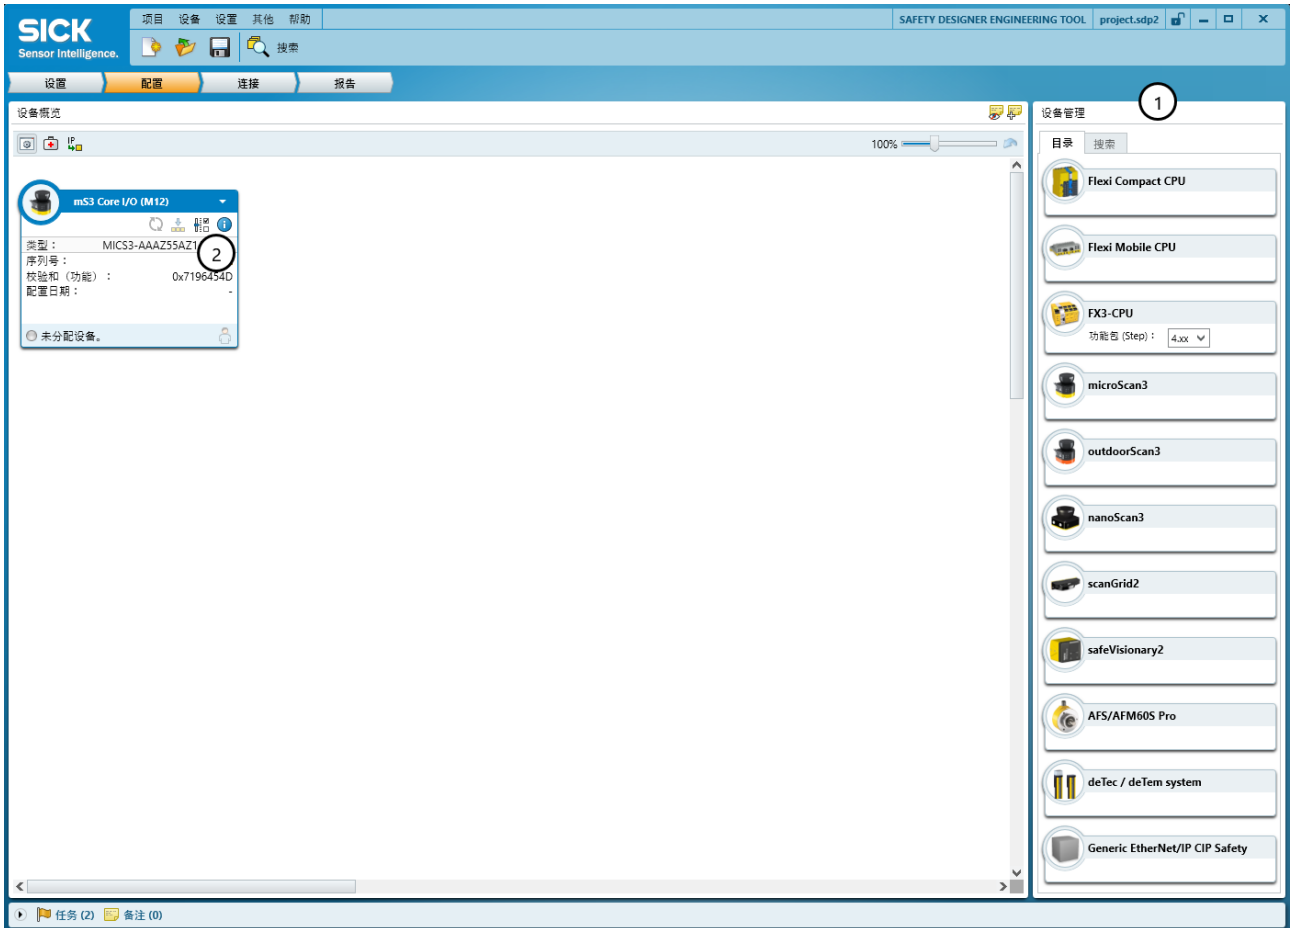 SICK
Sensor Intelligence.
项目 设备 设置 其他 帮助
SAFETY DESIGNER ENGINEERING TOOL project.sdp2
搜索
设置 配置 连接 报告
设备概览
100%
mS3 Core I/O (M12)
类型： MICS3-AAAZ55AZ1
序列号：
校验和（功能）： 0x7196454D
配置日期： -
未分配设备。
2
1
设备管理
目录 搜索
Flexi Compact CPU
Flexi Mobile CPU
FX3-CPU
功能包 (Step)： 4.xx
microScan3
outdoorScan3
nanoScan3
scanGrid2
safeVisionary2
AFS/AFM60S Pro
deTec / deTem system
Generic EtherNet/IP CIP Safety
任务 (2) 备注 (0)